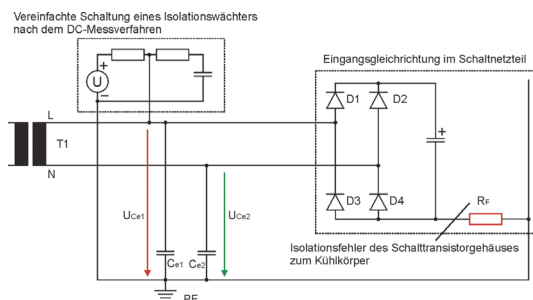 Vereinfachte Schaltung eines Isolationswächters
nach dem DC-Messverfahren
Eingangsgleichrichtung im Schaltnetzteil
+
U
−
D1
D2
+
L
T1
N
D3
D4
RF
UCe1
UCe2
Isolationsfehler des Schalttransistorgehäuses
zum Kühlkörper
Ce1
Ce2
PE